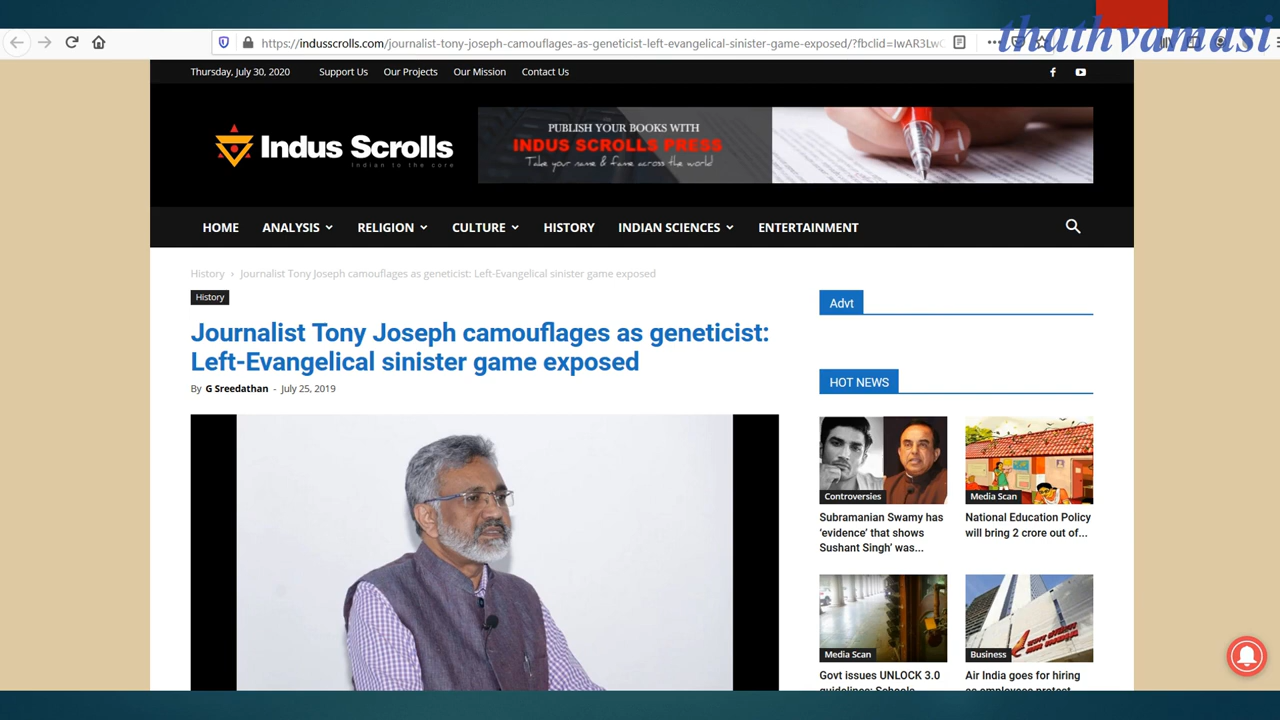 thathvamasi
https://indusscrolls.com/journalist-tony-joseph-camouflages-as-geneticist-left-evangelical-sinister-game-exposed/?fbclid=IwAR3Lw
Thursday, July 30, 2020 Support Us Our Projects Our Mission Contact Us
Indus Scrolls
Indian to the core
PUBLISH YOUR BOOKS WITH
INDUS SCROLLS PRESS
Take your name & fame across the world
HOME ANALYSIS RELIGION CULTURE HISTORY INDIAN SCIENCES ENTERTAINMENT
History › Journalist Tony Joseph camouflages as geneticist: Left-Evangelical sinister game exposed
History
Journalist Tony Joseph camouflages as geneticist:
Left-Evangelical sinister game exposed
By G Sreedathan - July 25, 2019
Advt
HOT NEWS
Controversies
Subramanian Swamy has
‘evidence’ that shows
Sushant Singh’ was...
Media Scan
National Education Policy
will bring 2 crore out of...
Media Scan
Govt issues UNLOCK 3.0
guidelines: Schools
Business
Air India goes for hiring
as employees protest